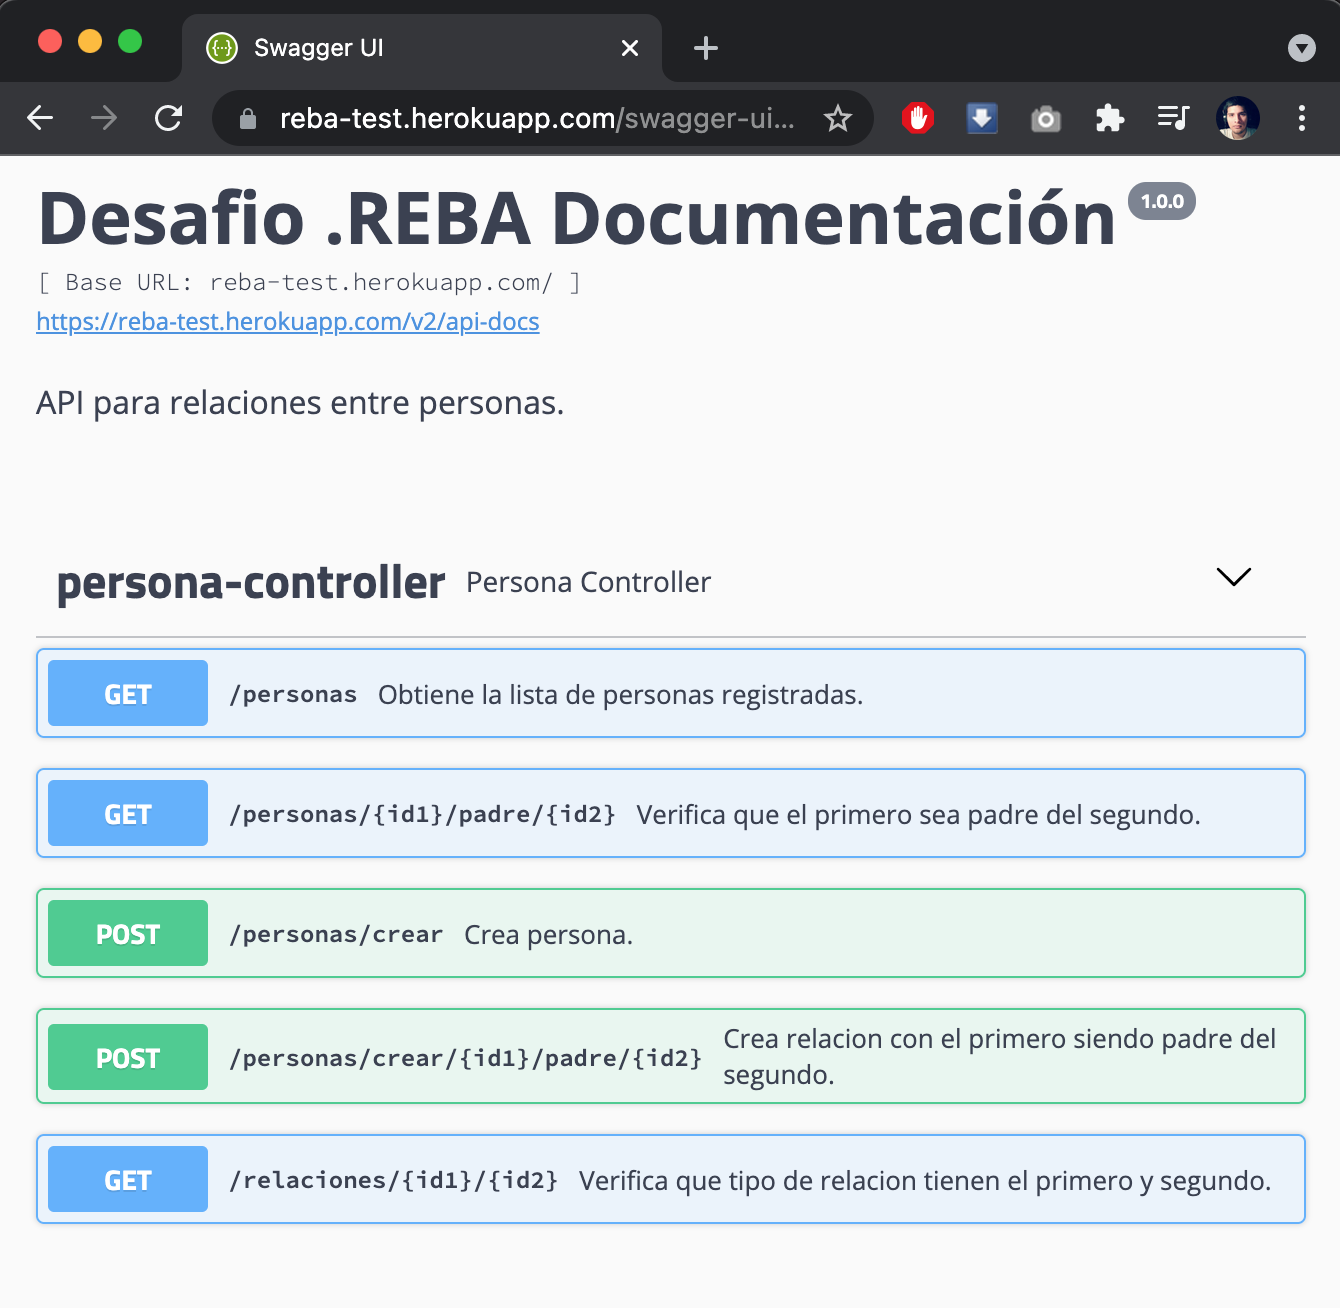 Swagger UI
reba-test.herokuapp.com/swagger-ui...
Desafio .REBA Documentación 1.0.0
[ Base URL: reba-test.herokuapp.com/ ]
https://reba-test.herokuapp.com/v2/api-docs
API para relaciones entre personas.
persona-controller Persona Controller
GET /personas Obtiene la lista de personas registradas.
GET /personas/{id1}/padre/{id2} Verifica que el primero sea padre del segundo.
POST /personas/crear Crea persona.
POST /personas/crear/{id1}/padre/{id2} Crea relacion con el primero siendo padre del
segundo.
GET /relaciones/{id1}/{id2} Verifica que tipo de relacion tienen el primero y segundo.